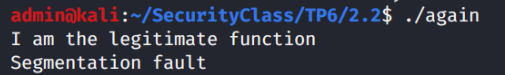 admin@kali:~/SecurityClass/TP6/2.2$ ./again
I am the legitimate function
Segmentation fault